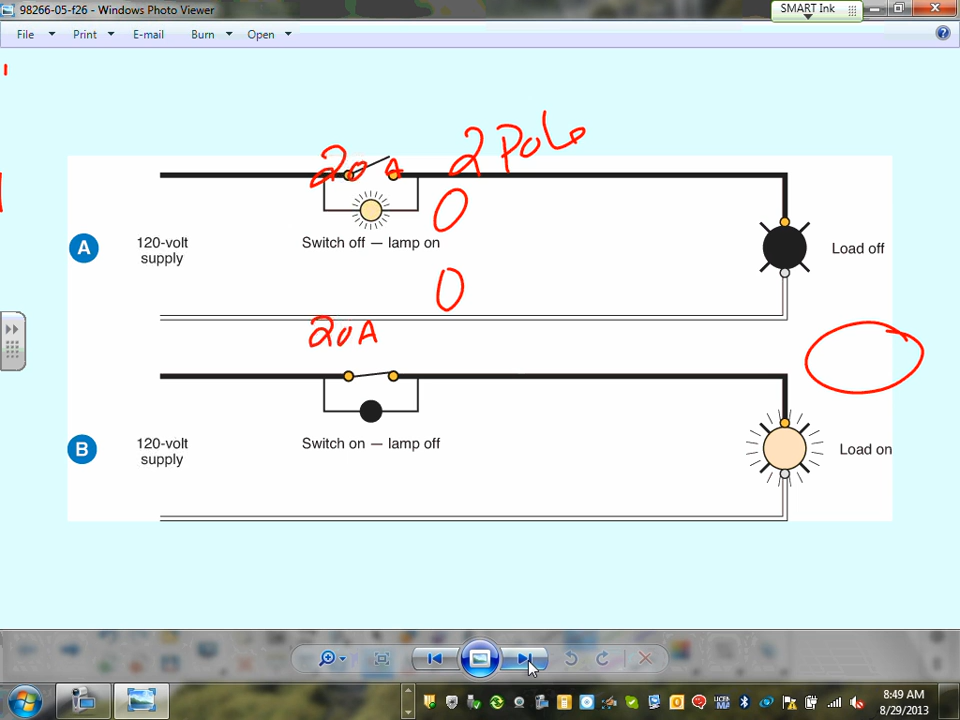 98266-05-f26 - Windows Photo Viewer
SMART Ink
File Print E-mail Burn Open
20 A 2 Pole
A
120-volt
supply
Switch off — lamp on
Load off
0
0
20A
B
120-volt
supply
Switch on — lamp off
Load on
8:49 AM
8/29/2013